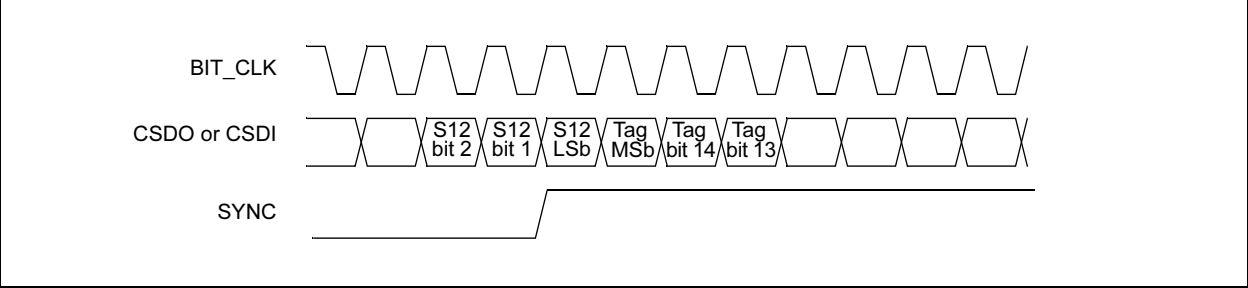 BIT_CLK
CSDO or CSDI
S12 bit 2
S12 bit 1
S12 LSb
Tag MSb
Tag bit 14
Tag bit 13
SYNC